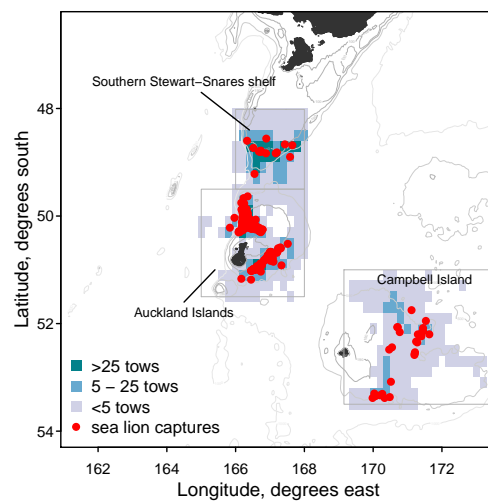 Southern Stewart−Snares shelf
Campbell Island
Auckland Islands
>25 tows
5 − 25 tows
<5 tows
sea lion captures
48
50
52
54
Latitude, degrees south
162
164
166
168
170
172
Longitude, degrees east